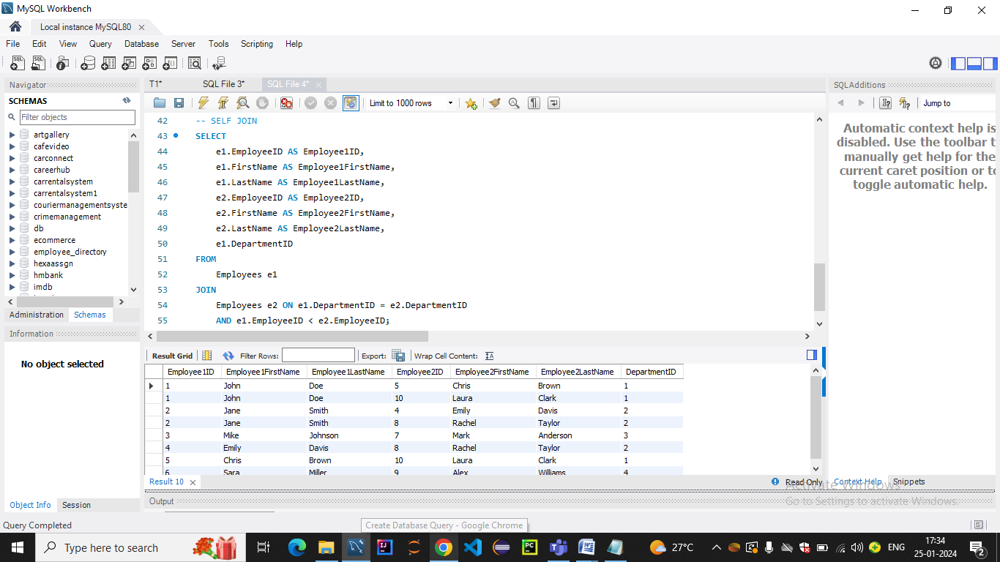 MySQL Workbench
Local instance MySQL80
File Edit View Query Database Server Tools Scripting Help
Navigator
SCHEMAS
Filter objects
artgallery
cafevideo
carconnect
careerhub
carrentalsystem
carrentalsystem1
couriermanagementsyste
crimemanagement
db
ecommerce
employee_directory
hexaassgn
hmbank
imdb
Administration Schemas
Information
No object selected
Object Info Session
T1* SQL File 3* SQL File 4*
Limit to 1000 rows
42 -- SELF JOIN
43 SELECT
44 e1.EmployeeID AS Employee1ID,
45 e1.FirstName AS Employee1FirstName,
46 e1.LastName AS Employee1LastName,
47 e2.EmployeeID AS Employee2ID,
48 e2.FirstName AS Employee2FirstName,
49 e2.LastName AS Employee2LastName,
50 e1.DepartmentID
51 FROM
52 Employees e1
53 JOIN
54 Employees e2 ON e1.DepartmentID = e2.DepartmentID
55 AND e1.EmployeeID < e2.EmployeeID;
Result Grid Filter Rows: Export: Wrap Cell Content: IA
Employee1ID Employee1FirstName Employee1LastName Employee2ID Employee2FirstName Employee2LastName DepartmentID
1 John Doe 5 Chris Brown 1
1 John Doe 10 Laura Clark 1
2 Jane Smith 4 Emily Davis 2
2 Jane Smith 8 Rachel Taylor 2
3 Mike Johnson 7 Mark Anderson 3
4 Emily Davis 8 Rachel Taylor 2
5 Chris Brown 10 Laura Clark 1
6 Sara Miller 9 Alex Williams 4
Result 10
Read Only
Output
SQLAdditions
Jump to
Automatic context help is
disabled. Use the toolbar t
manually get help for the
current caret position or to
toggle automatic help.
Context Help Snippets
Activate Windows
Go to Settings to activate Windows.
Query Completed
Create Database Query - Google Chrome
Type here to search
27°C
ENG
17:34
25-01-2024
2